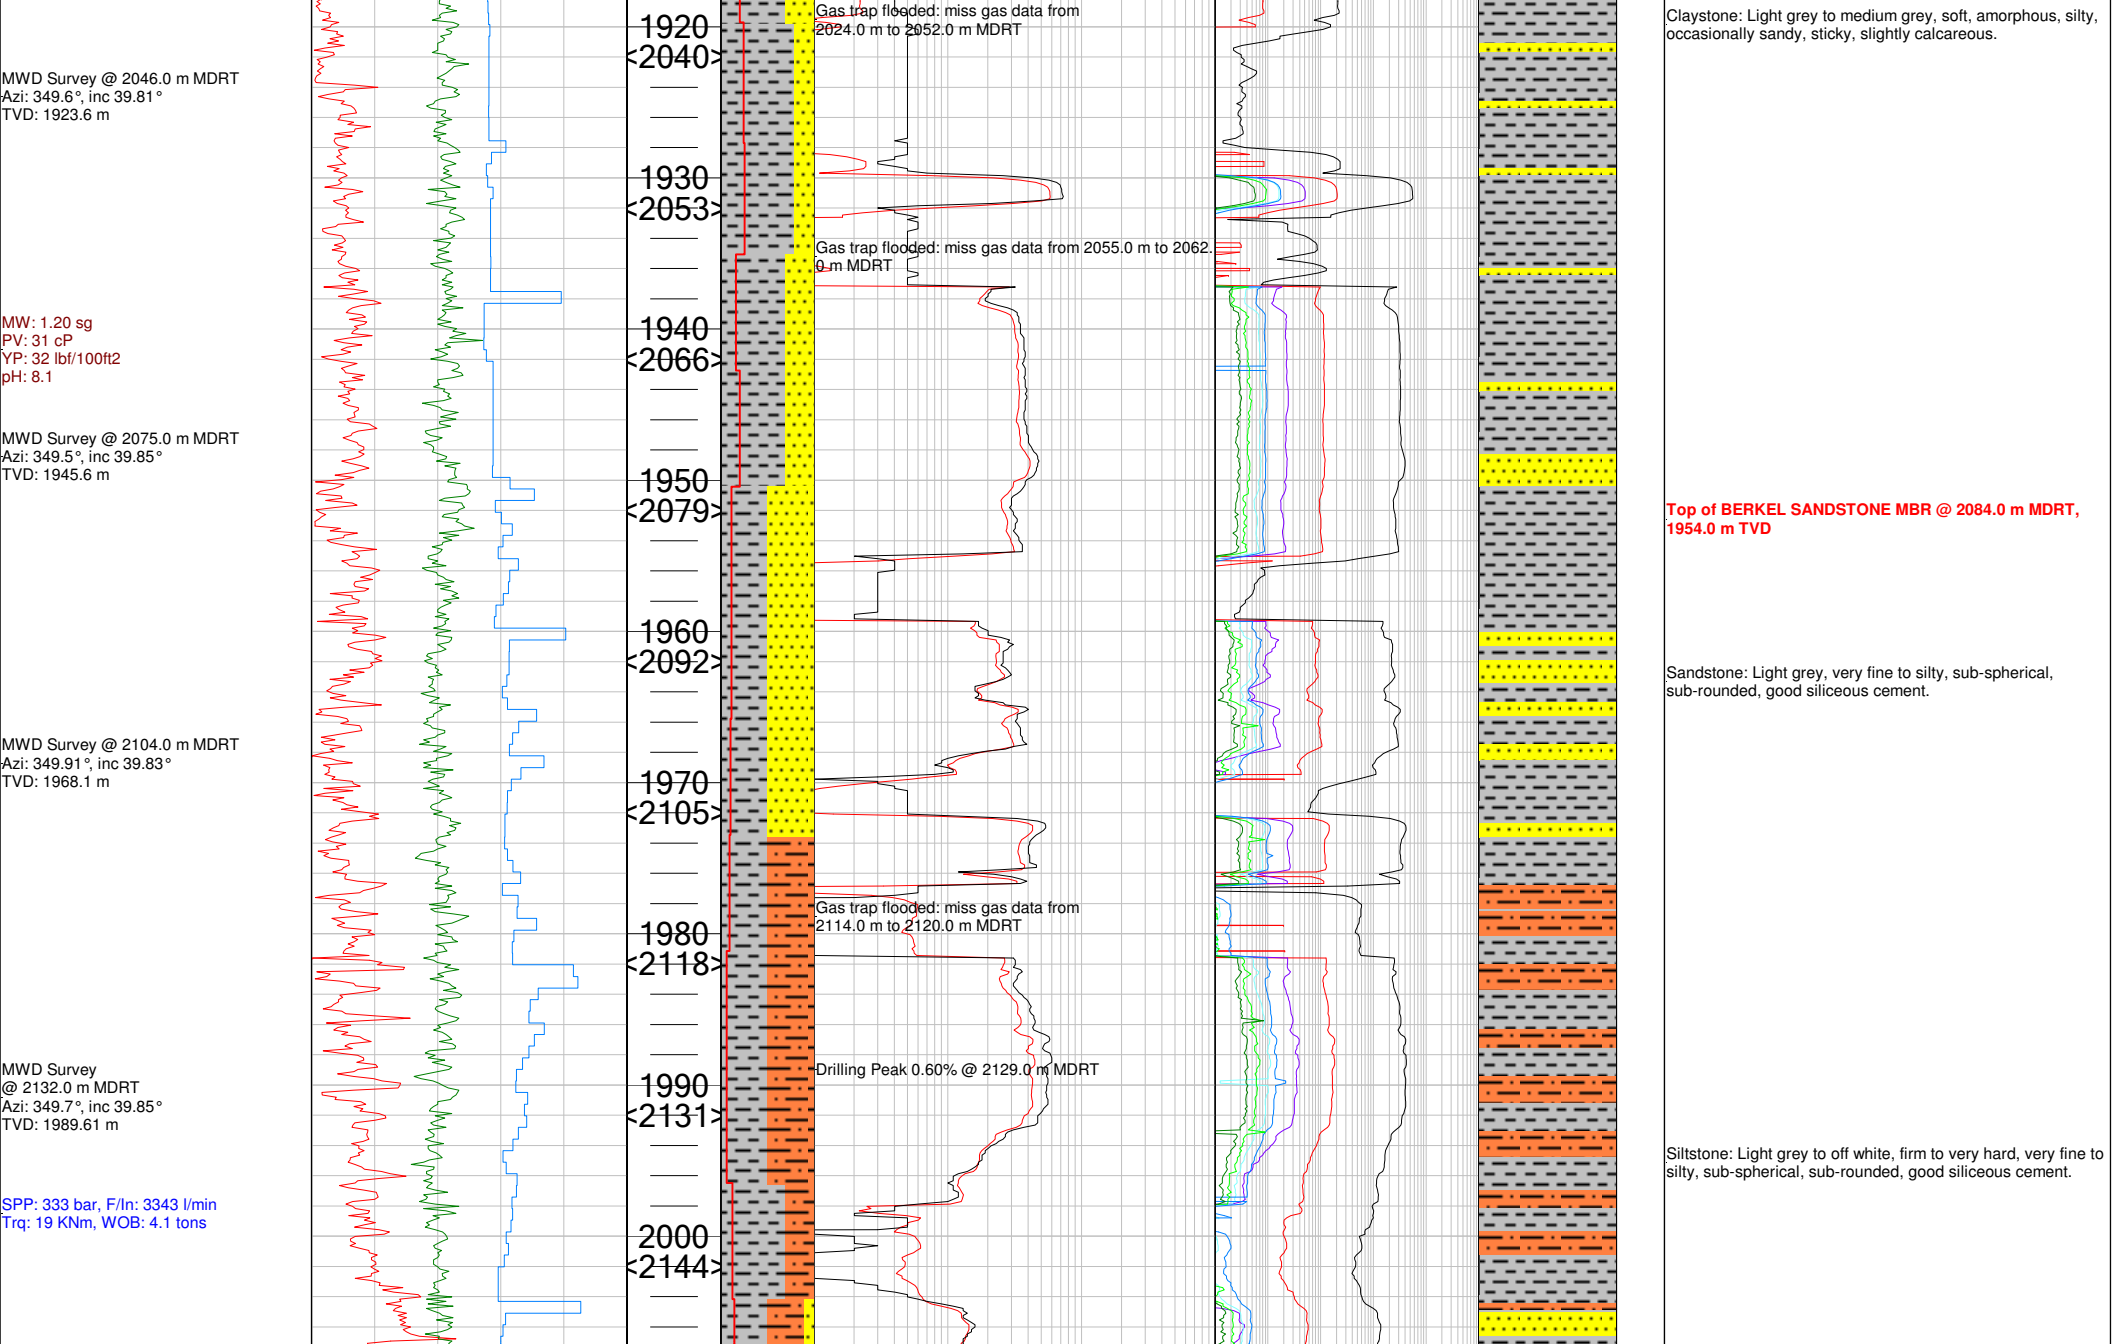 MWD Survey @ 2046.0 m MDRT
Azi: 349.6°, inc 39.81°
TVD: 1923.6 m
MW: 1.20 sg
PV: 31 cP
YP: 32 lbf/100ft2
pH: 8.1
MWD Survey @ 2075.0 m MDRT
Azi: 349.5°, inc 39.85°
TVD: 1945.6 m
MWD Survey @ 2104.0 m MDRT
Azi: 349.91°, inc 39.83°
TVD: 1968.1 m
MWD Survey
@ 2132.0 m MDRT
Azi: 349.7°, inc 39.85°
TVD: 1989.61 m
SPP: 333 bar, F/In: 3343 l/min
Trq: 19 KNm, WOB: 4.1 tons
1920
<2040>
1930
<2053>
1940
<2066>
1950
<2079>
1960
<2092>
1970
<2105>
1980
<2118>
1990
<2131>
2000
<2144>
Gas trap flooded: miss gas data from
2024.0 m to 2052.0 m MDRT
Gas trap flooded: miss gas data from 2055.0 m to 2062.
0 m MDRT
Gas trap flooded: miss gas data from
2114.0 m to 2120.0 m MDRT
Drilling Peak 0.60% @ 2129.0 m MDRT
Claystone: Light grey to medium grey, soft, amorphous, silty,
occasionally sandy, sticky, slightly calcareous.
Top of BERKEL SANDSTONE MBR @ 2084.0 m MDRT,
1954.0 m TVD
Sandstone: Light grey, very fine to silty, sub-spherical,
sub-rounded, good siliceous cement.
Siltstone: Light grey to off white, firm to very hard, very fine to
silty, sub-spherical, sub-rounded, good siliceous cement.